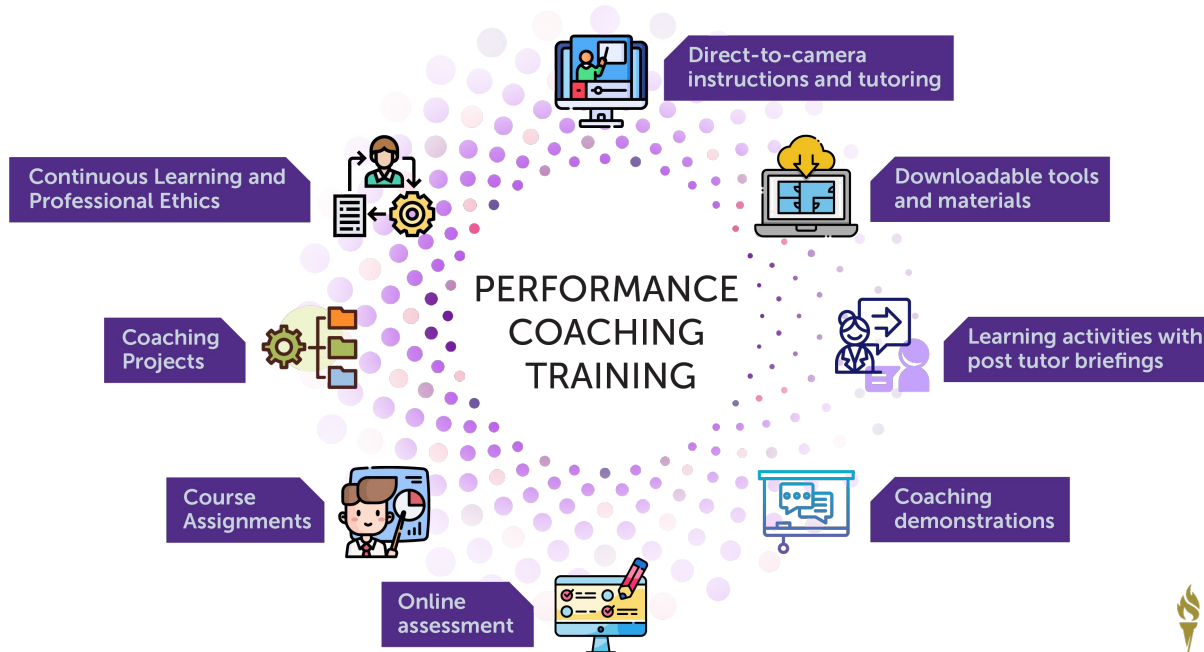 Direct-to-camera
instructions and tutoring
Continuous Learning and
Professional Ethics
Downloadable tools
and materials
PERFORMANCE
COACHING
TRAINING
Coaching
Projects
Learning activities with
post tutor briefings
Course
Assignments
Coaching
demonstrations
Online
assessment